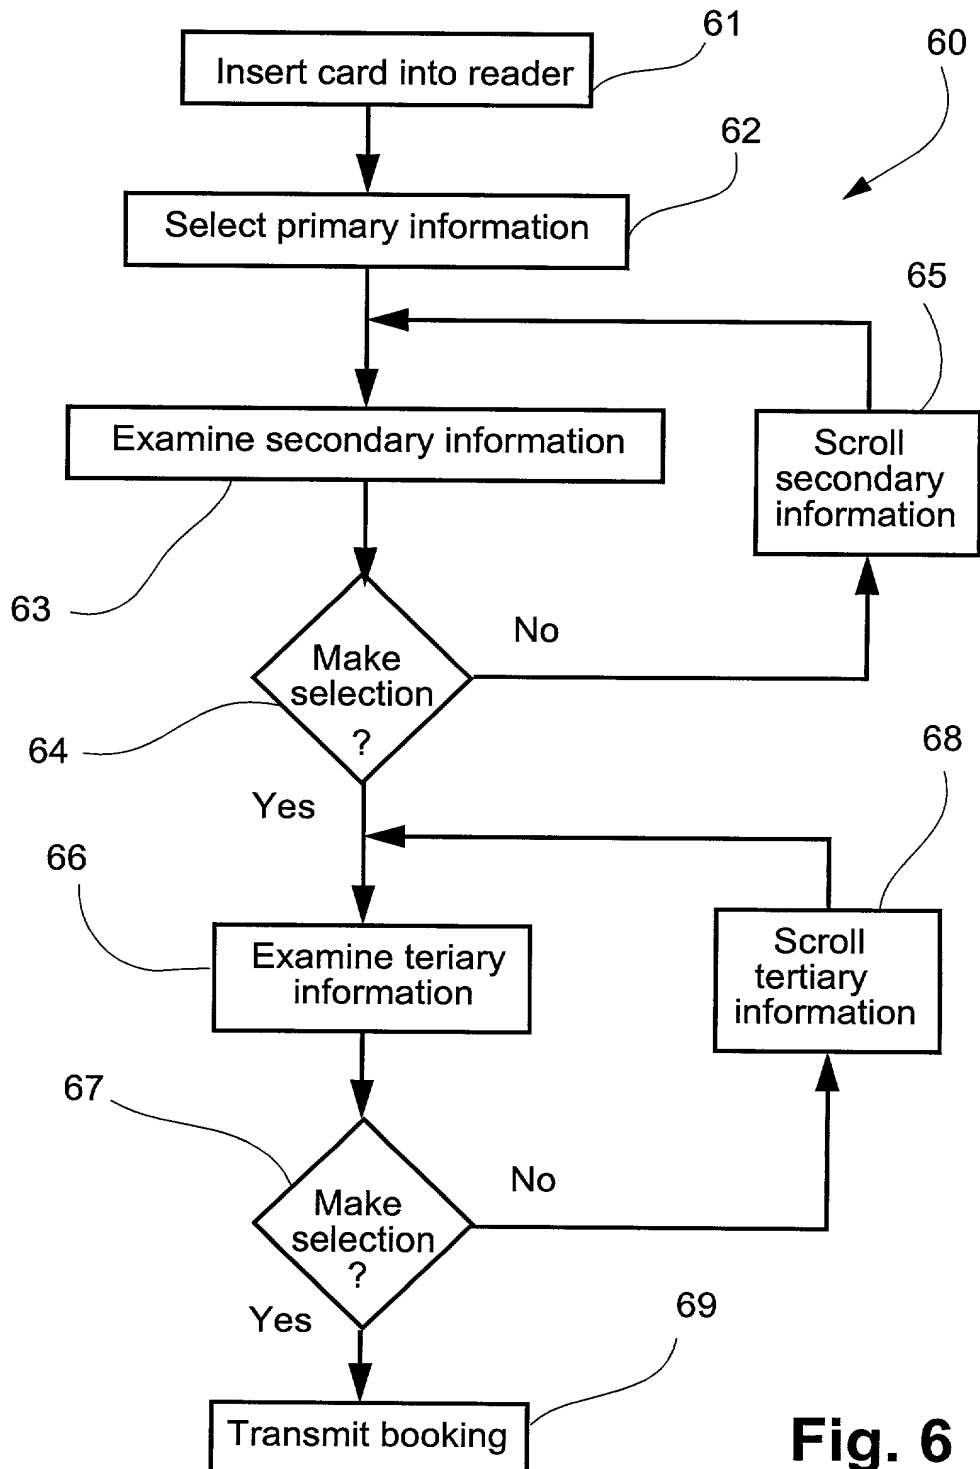 61
60
Insert card into reader
62
Select primary information
65
Examine secondary information
Scroll
secondary
information
63
No
Make
selection
?
64
68
Yes
66
Examine teriary
information
Scroll
tertiary
information
67
No
Make
selection
?
Yes
69
Transmit booking
Fig. 6